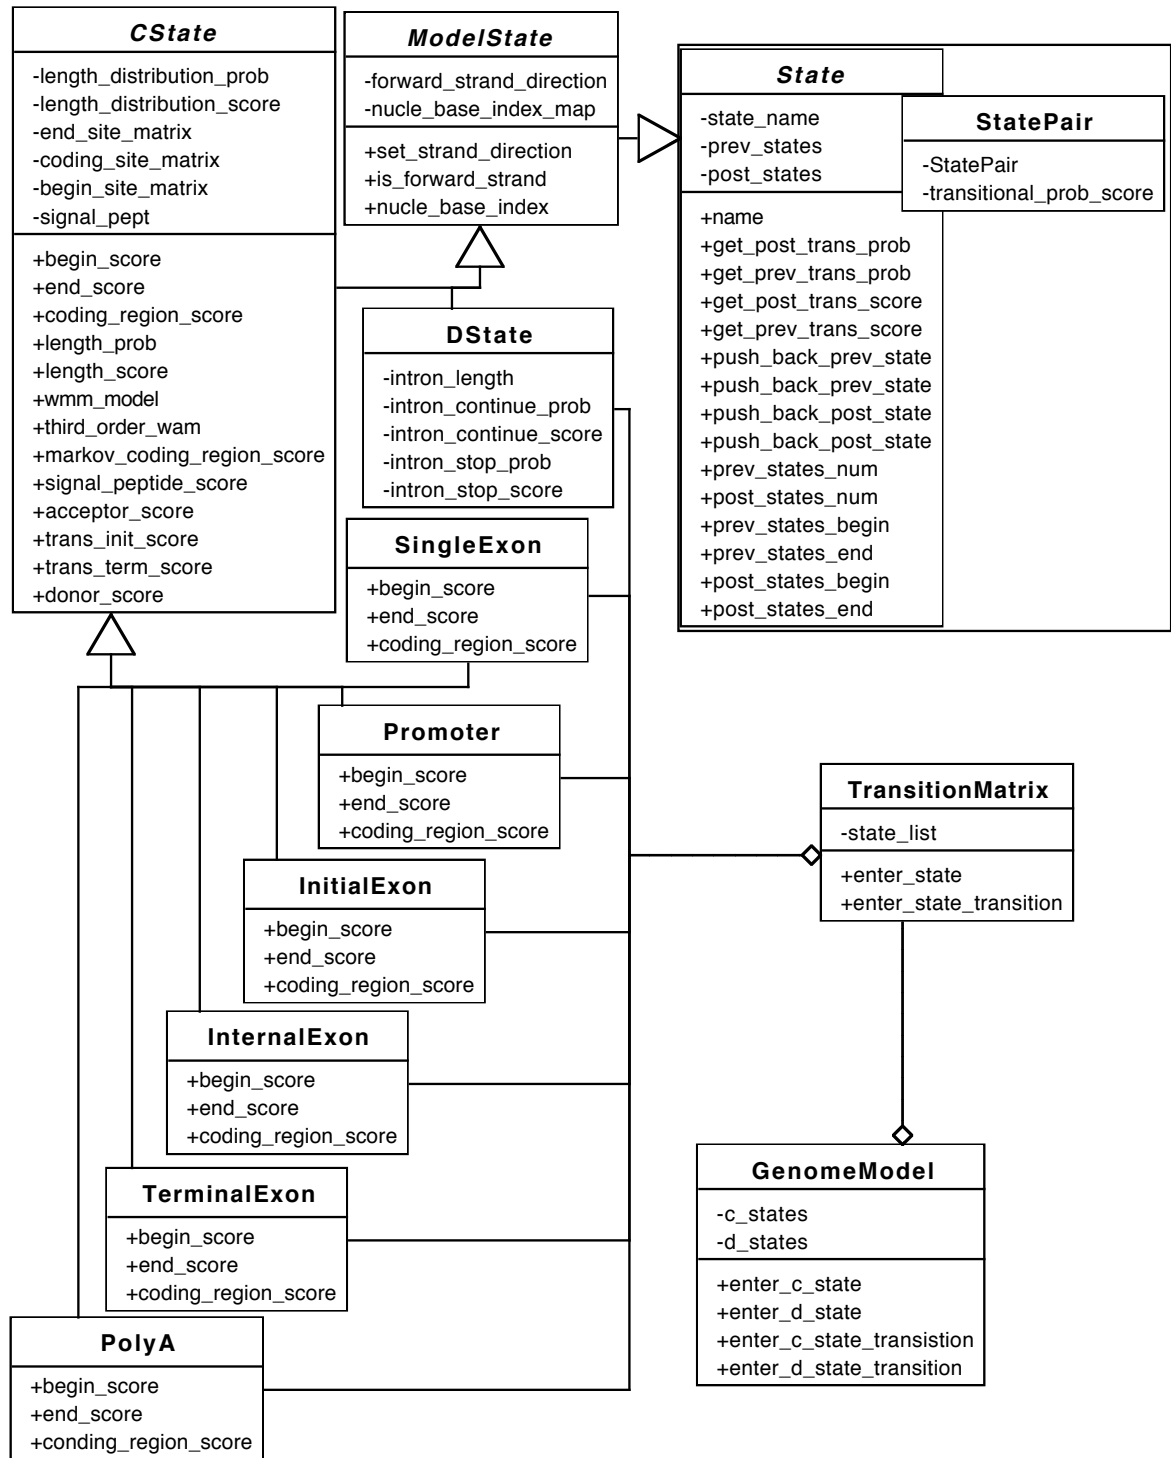 CState
-length_distribution_prob
-length_distribution_score
-end_site_matrix
-coding_site_matrix
-begin_site_matrix
-signal_pept
+begin_score
+end_score
+coding_region_score
+length_prob
+length_score
+wmm_model
+third_order_wam
+markov_coding_region_score
+signal_peptide_score
+acceptor_score
+trans_init_score
+trans_term_score
+donor_score
ModelState
-forward_strand_direction
-nucle_base_index_map
+set_strand_direction
+is_forward_strand
+nucle_base_index
State
-state_name
-prev_states
-post_states
+name
+get_post_trans_prob
+get_prev_trans_prob
+get_post_trans_score
+get_prev_trans_score
+push_back_prev_state
+push_back_prev_state
+push_back_post_state
+push_back_post_state
+prev_states_num
+post_states_num
+prev_states_begin
+prev_states_end
+post_states_begin
+post_states_end
StatePair
-StatePair
-transitional_prob_score
DState
-intron_length
-intron_continue_prob
-intron_continue_score
-intron_stop_prob
-intron_stop_score
SingleExon
+begin_score
+end_score
+coding_region_score
Promoter
+begin_score
+end_score
+coding_region_score
InitialExon
+begin_score
+end_score
+coding_region_score
InternalExon
+begin_score
+end_score
+coding_region_score
TerminalExon
+begin_score
+end_score
+coding_region_score
PolyA
+begin_score
+end_score
+conding_region_score
TransitionMatrix
-state_list
+enter_state
+enter_state_transition
GenomeModel
-c_states
-d_states
+enter_c_state
+enter_d_state
+enter_c_state_transistion
+enter_d_state_transition